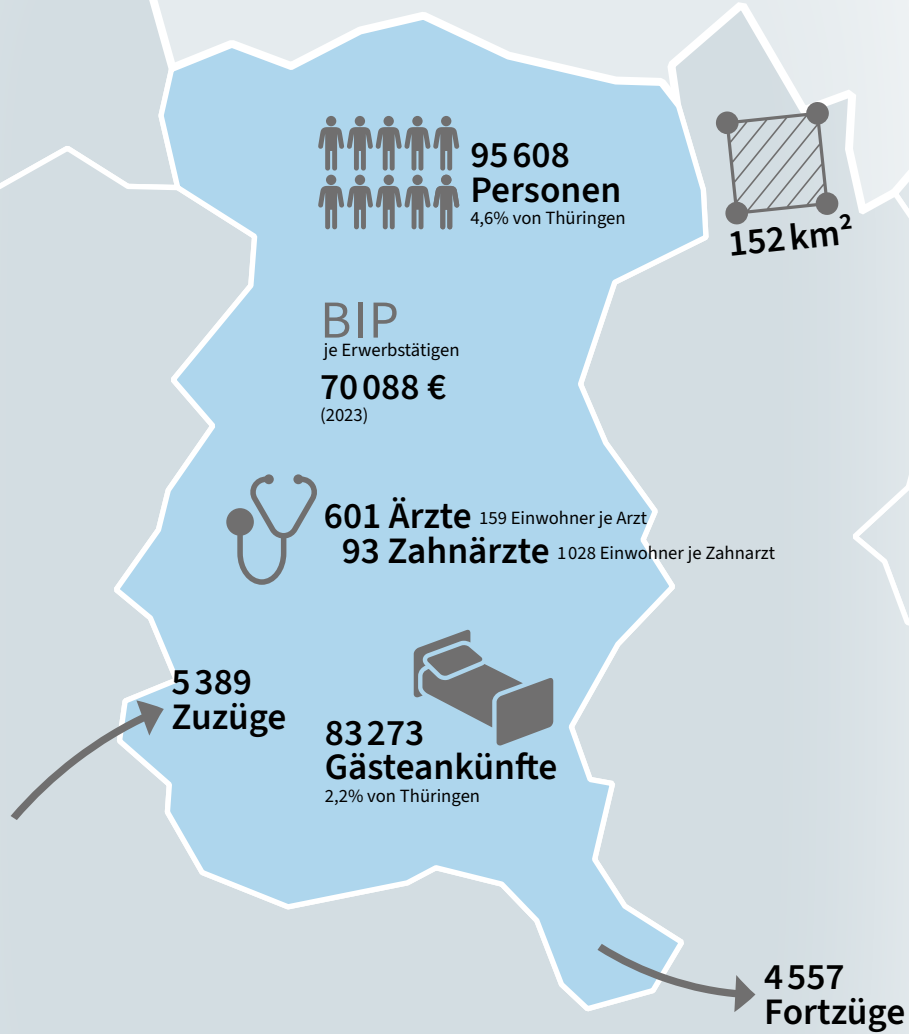 95 608
Personen
4,6% von Thüringen
152 km²
BIP
je Erwerbstätigen
70 088 €
(2023)
601 Ärzte 159 Einwohner je Arzt
93 Zahnärzte 1 028 Einwohner je Zahnarzt
5 389
Zuzüge
83 273
Gästeankünfte
2,2% von Thüringen
4 557
Fortzüge